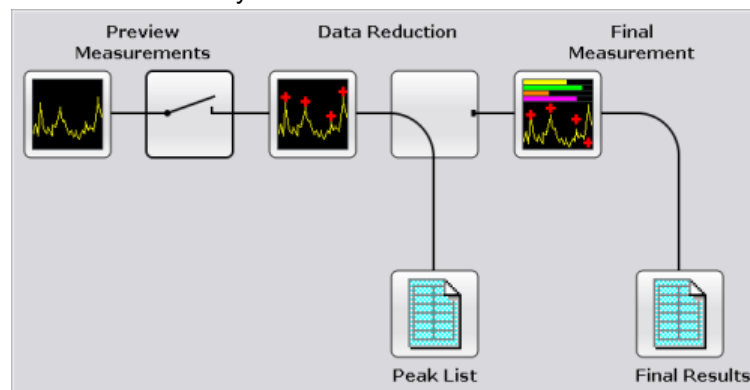 Preview
Measurements
Data Reduction
Final
Measurement
Peak List
Final Results